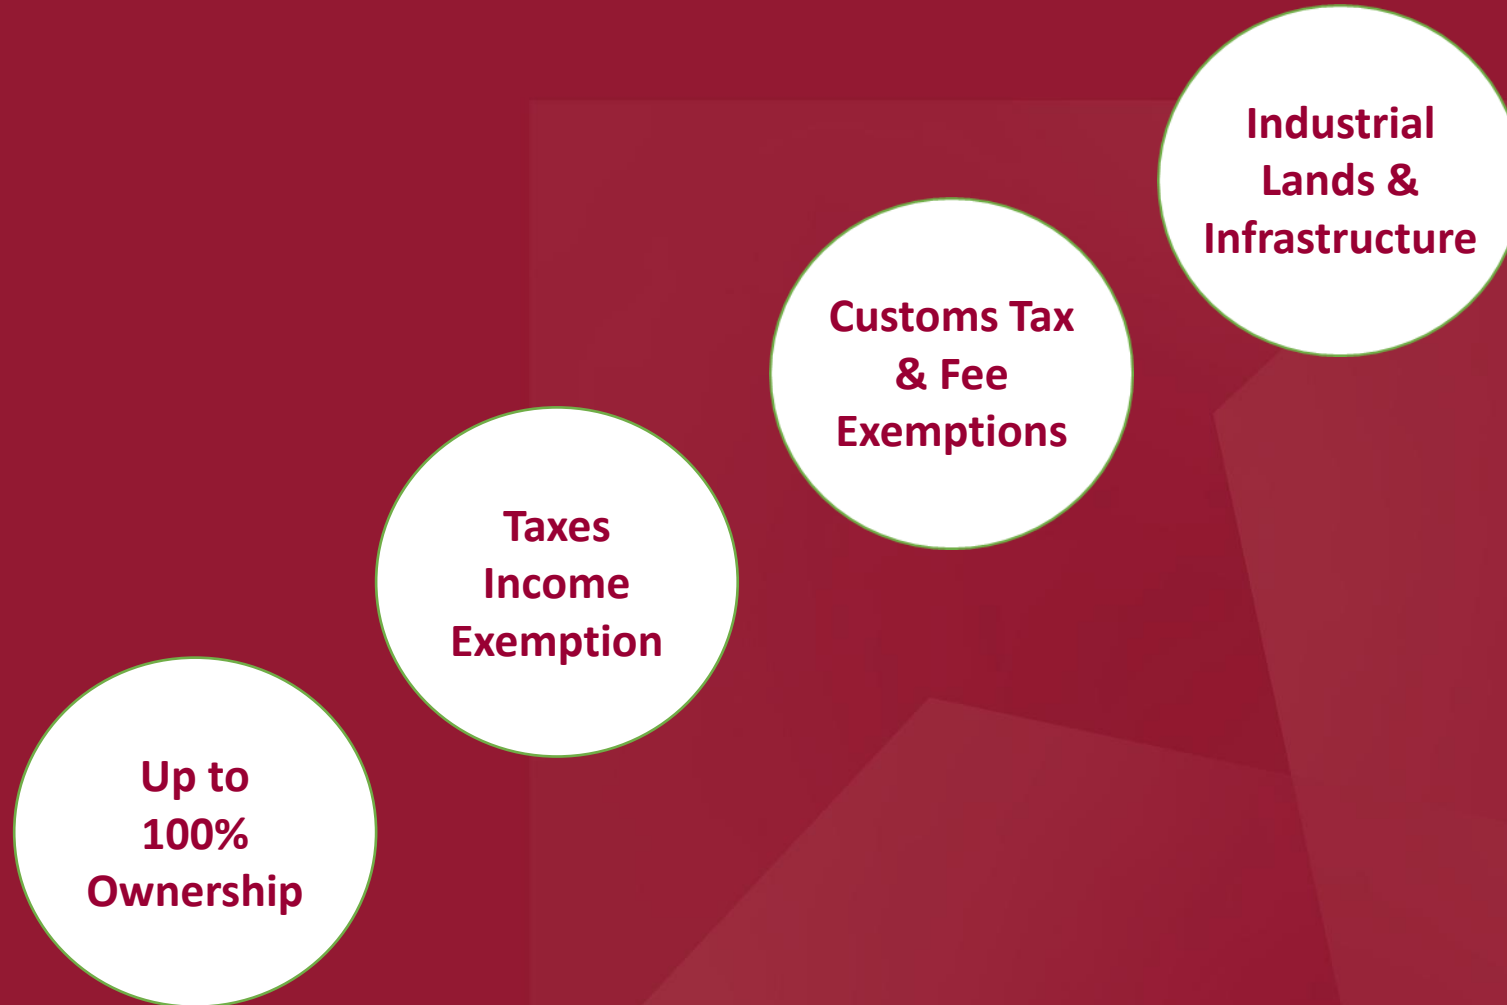 Industrial
Lands &
Infrastructure
Customs Tax
& Fee
Exemptions
Taxes
Income
Exemption
Up to
100%
Ownership